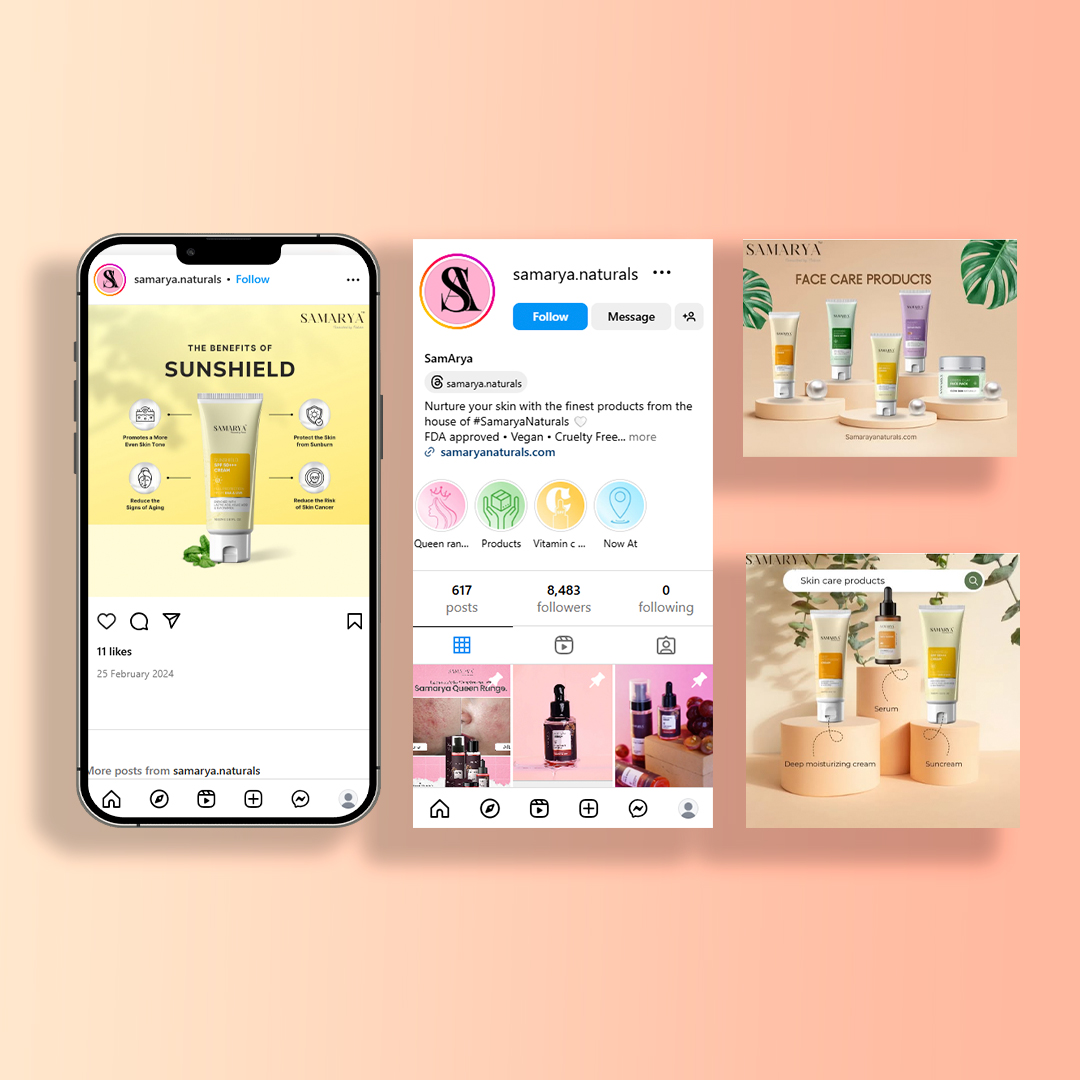 samarya.naturals • Follow
SAMARYA
THE BENEFITS OF
SUNSHIELD
Promotes a More
Even Skin Tone
Protect the Skin
from Sunburn
SAMARYA
SPF 50+++
CREAM
Reduce the
Signs of Aging
Reduce the Risk
of Skin Cancer
11 likes
25 February 2024
More posts from samarya.naturals
SA
samarya.naturals
Follow
Message
SamArya
samarya.naturals
Nurture your skin with the finest products from the
house of #SamaryaNaturals
FDA approved • Vegan • Cruelty Free... more
samaryanaturals.com
Queen ran...
Products
Vitamin c ...
Now At
617
posts
8,483
followers
0
following
Samarya Queen Range.
SAMARYA
FACE CARE PRODUCTS
Samarayanaturals.com
SAMARYA
Skin care products
Serum
Deep moisturizing cream
Suncream